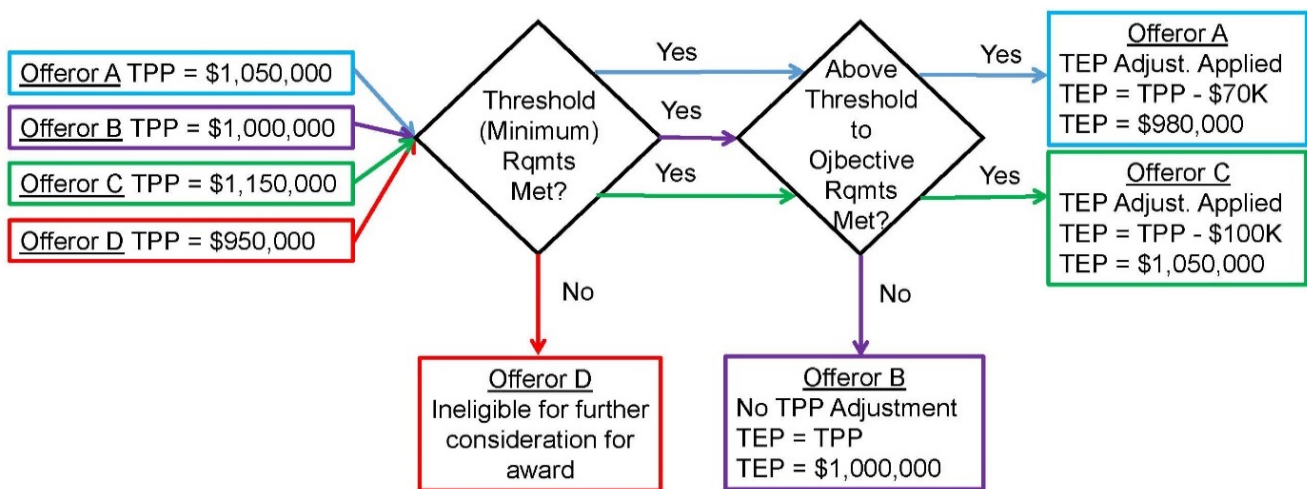 Offeror A TPP = $1,050,000
Offeror B TPP = $1,000,000
Offeror C TPP = $1,150,000
Offeror D TPP = $950,000
Threshold
(Minimum)
Rqmts
Met?
Yes
Yes
Yes
No
Above
Threshold
to
Ojbective
Rqmts
Met?
Yes
Yes
No
Offeror A
TEP Adjust. Applied
TEP = TPP - $70K
TEP = $980,000
Offeror C
TEP Adjust. Applied
TEP = TPP - $100K
TEP = $1,050,000
Offeror D
Ineligible for further
consideration for
award
Offeror B
No TPP Adjustment
TEP = TPP
TEP = $1,000,000